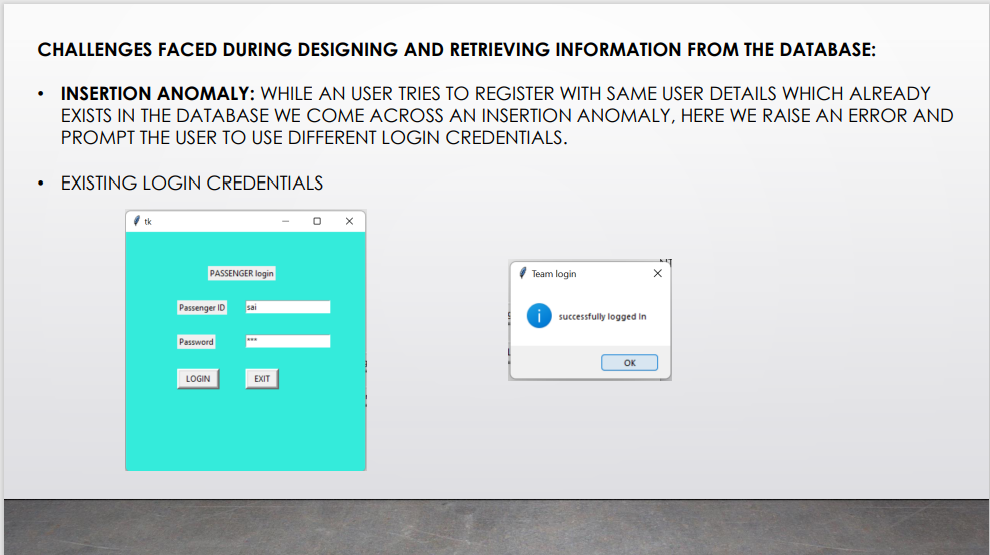 CHALLENGES FACED DURING DESIGNING AND RETRIEVING INFORMATION FROM THE DATABASE:
• INSERTION ANOMALY: WHILE AN USER TRIES TO REGISTER WITH SAME USER DETAILS WHICH ALREADY
EXISTS IN THE DATABASE WE COME ACROSS AN INSERTION ANOMALY, HERE WE RAISE AN ERROR AND
PROMPT THE USER TO USE DIFFERENT LOGIN CREDENTIALS.
• EXISTING LOGIN CREDENTIALS
tk
PASSENGER login
Passenger ID sai
Password ***
LOGIN EXIT
Team login
successfully logged in
OK